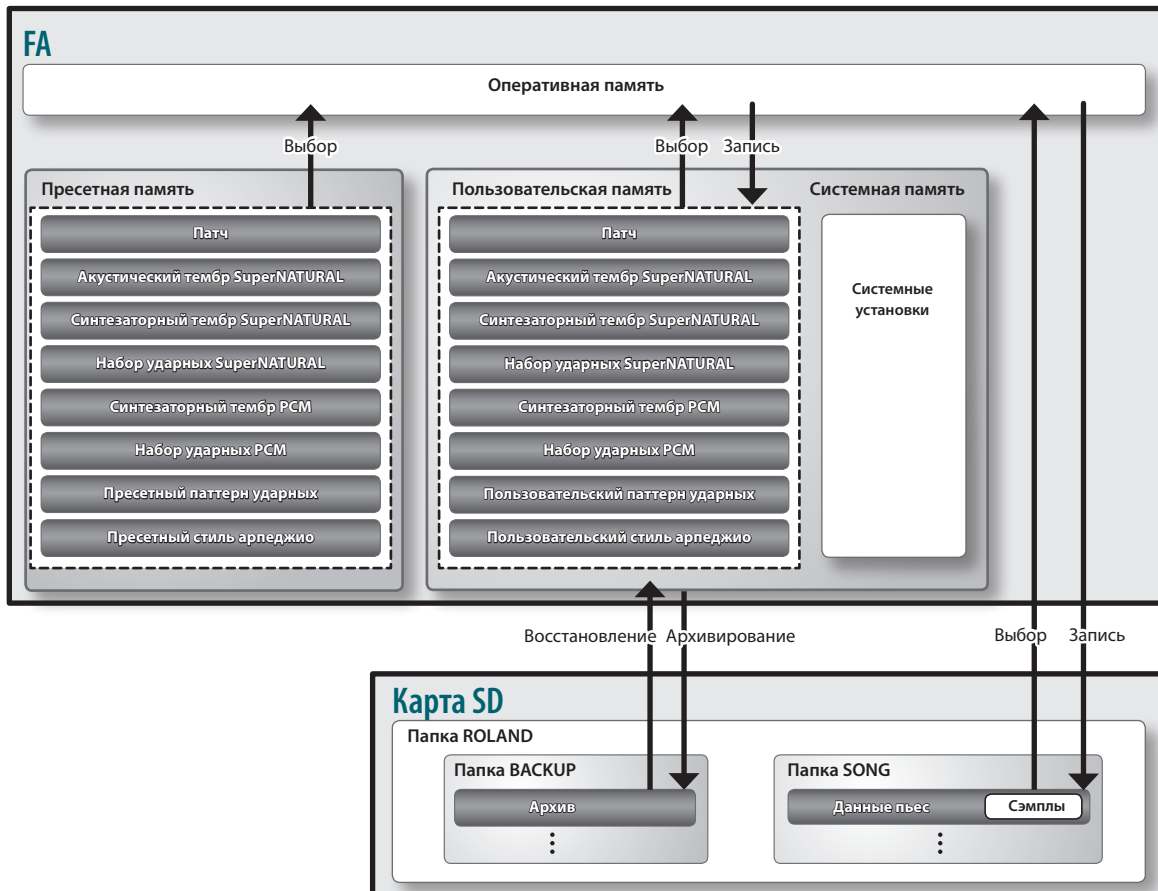 FA
Оперативная память
Выбор
Выбор
Запись
Пресетная память
Патч
Акустический тембр SuperNATURAL
Синтезаторный тембр SuperNATURAL
Набор ударных SuperNATURAL
Синтезаторный тембр PCM
Набор ударных PCM
Пресетный паттерн ударных
Пресетный стиль арпеджио
Пользовательская память
Патч
Акустический тембр SuperNATURAL
Синтезаторный тембр SuperNATURAL
Набор ударных SuperNATURAL
Синтезаторный тембр PCM
Набор ударных PCM
Пользовательский паттерн ударных
Пользовательский стиль арпеджио
Системная память
Системные
установки
Восстановление
Архивирование
Выбор
Запись
Карта SD
Папка ROLAND
Папка BACKUP
Архив
Папка SONG
Данные пьес
Сэмплы